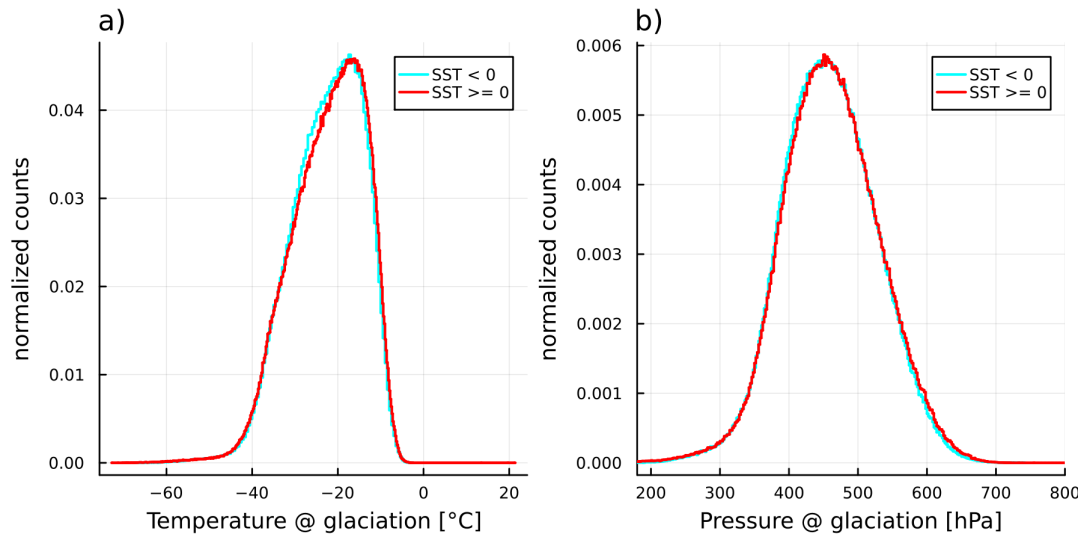 a)
normalized counts
0.04
0.03
0.02
0.01
0.00
−60
−40
−20
0
20
Temperature @ glaciation [°C]
SST < 0
SST >= 0
b)
normalized counts
0.006
0.005
0.004
0.003
0.002
0.001
0.000
200
300
400
500
600
700
800
Pressure @ glaciation [hPa]
SST < 0
SST >= 0